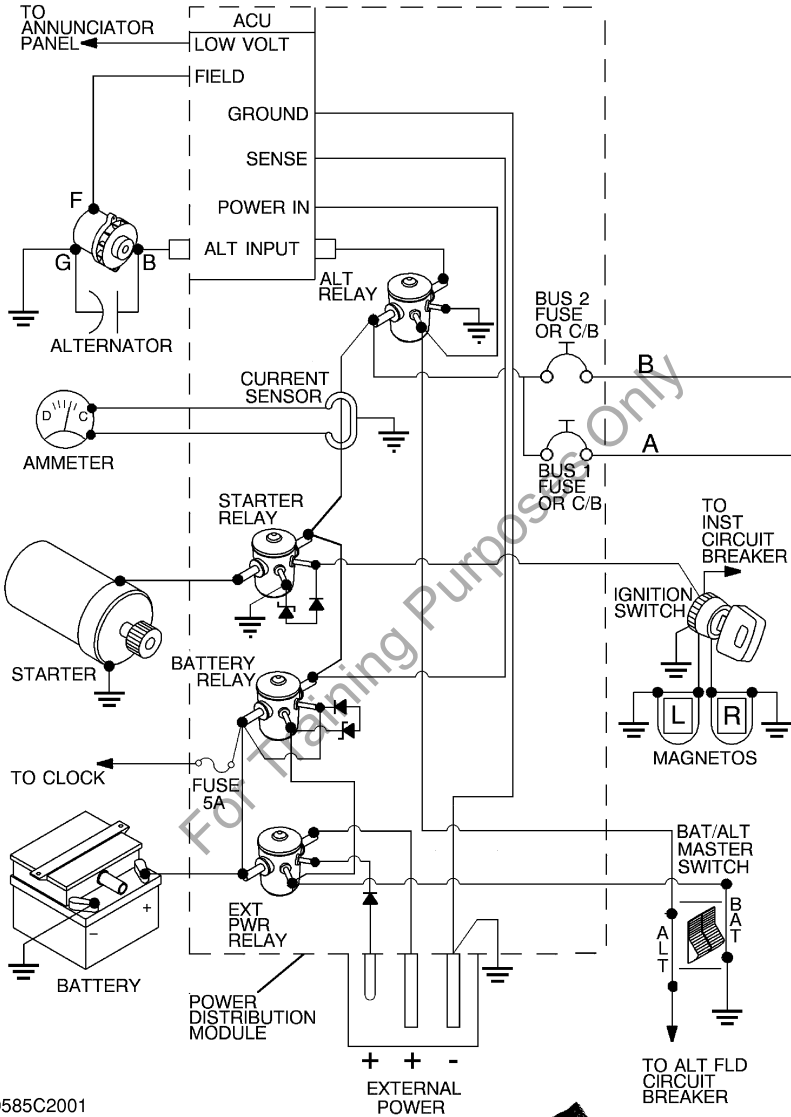 TO
ANNUNCIATOR
PANEL
ACU
LOW VOLT
FIELD
GROUND
SENSE
POWER IN
ALT INPUT
F
G
B
ALTERNATOR
ALT
RELAY
BUS 2
FUSE
OR C/B
B
CURRENT
SENSOR
D
C
AMMETER
A
BUS 1
FUSE
OR C/B
STARTER
RELAY
TO
INST
CIRCUIT
BREAKER
IGNITION
SWITCH
STARTER
BATTERY
RELAY
L
R
MAGNETOS
TO CLOCK
FUSE
5A
For Training Purposes Only
BAT/ALT
MASTER
SWITCH
EXT
PWR
RELAY
+
−
BATTERY
ALT
BAT
POWER
DISTRIBUTION
MODULE
+ + -
EXTERNAL
POWER
TO ALT FLD
CIRCUIT
BREAKER
0585C2001